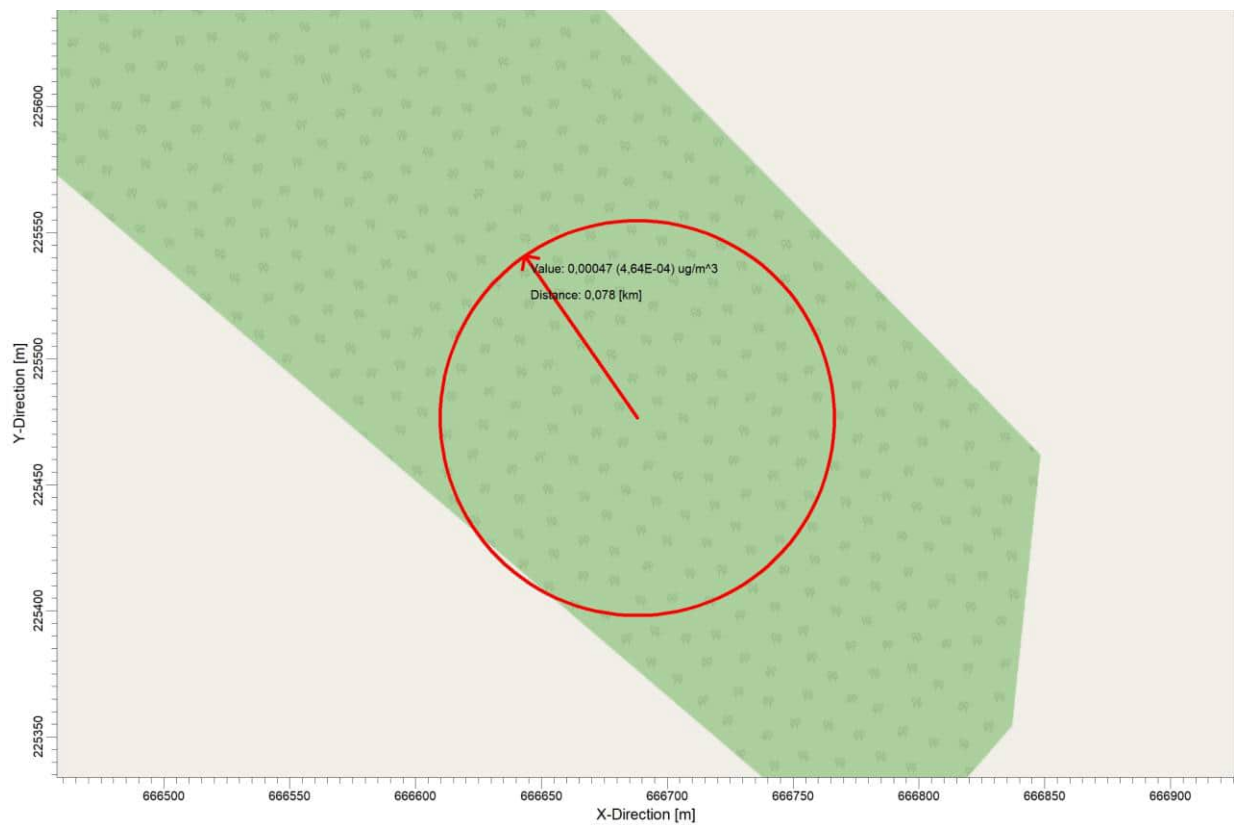 225600
225550
225500
225450
225400
225350
Y-Direction [m]
Value: 0,00047 (4,64E-04) ug/m^3
Distance: 0,078 [km]
666500 666550 666600 666650 666700 666750 666800 666850 666900
X-Direction [m]